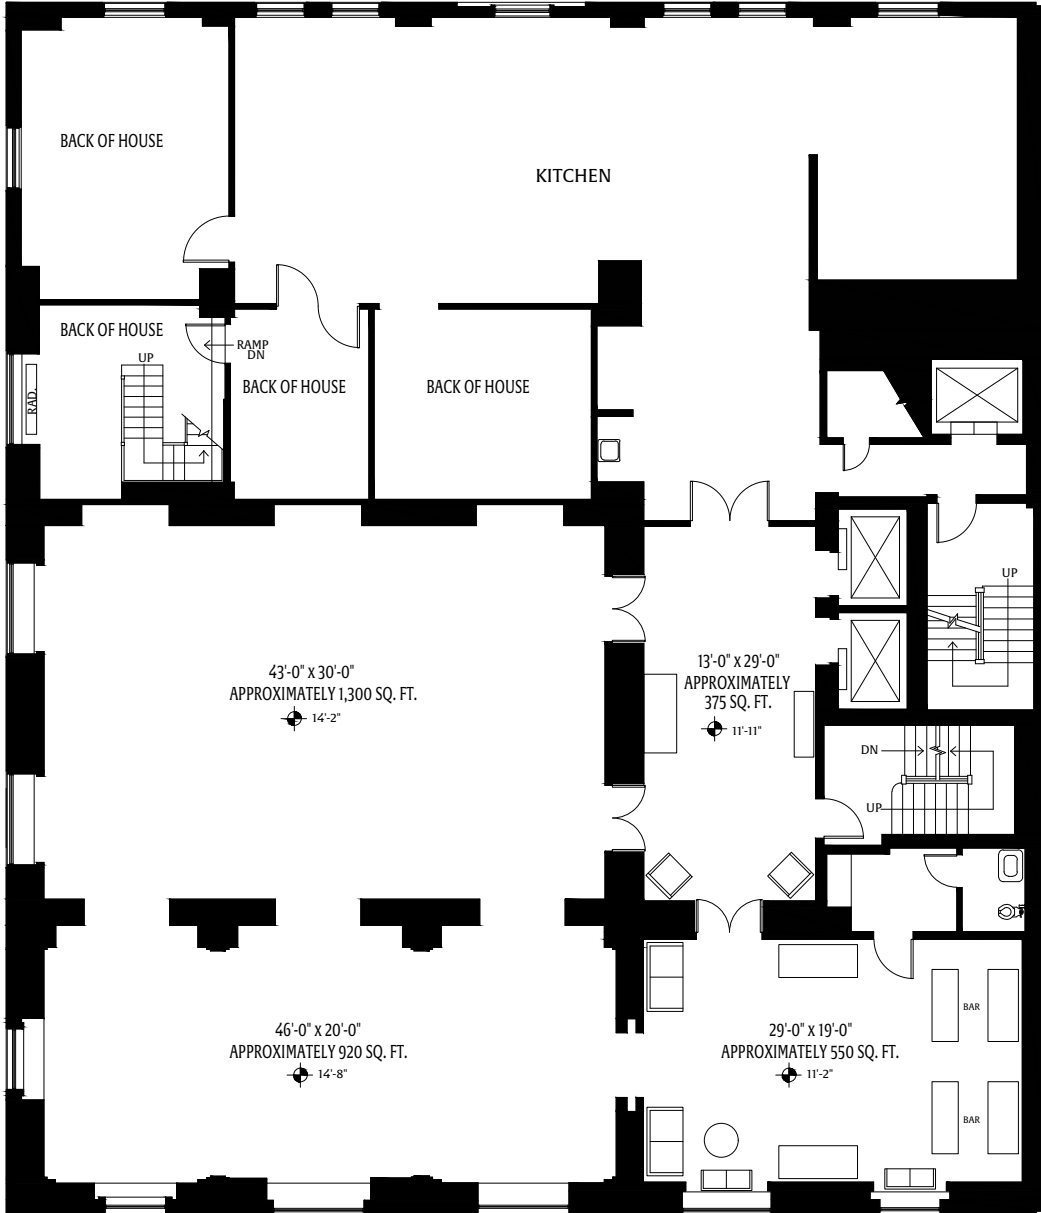 BACK OF HOUSE
KITCHEN
BACK OF HOUSE
UP
RAMP
DN
RAD.
BACK OF HOUSE
BACK OF HOUSE
UP
43'-0" x 30'-0"
APPROXIMATELY 1,300 SQ. FT.
14'-2"
13'-0" x 29'-0"
APPROXIMATELY
375 SQ. FT.
11'-11"
DN
UP
46'-0" x 20'-0"
APPROXIMATELY 920 SQ. FT.
14'-8"
29'-0" x 19'-0"
APPROXIMATELY 550 SQ. FT.
11'-2"
BAR
BAR